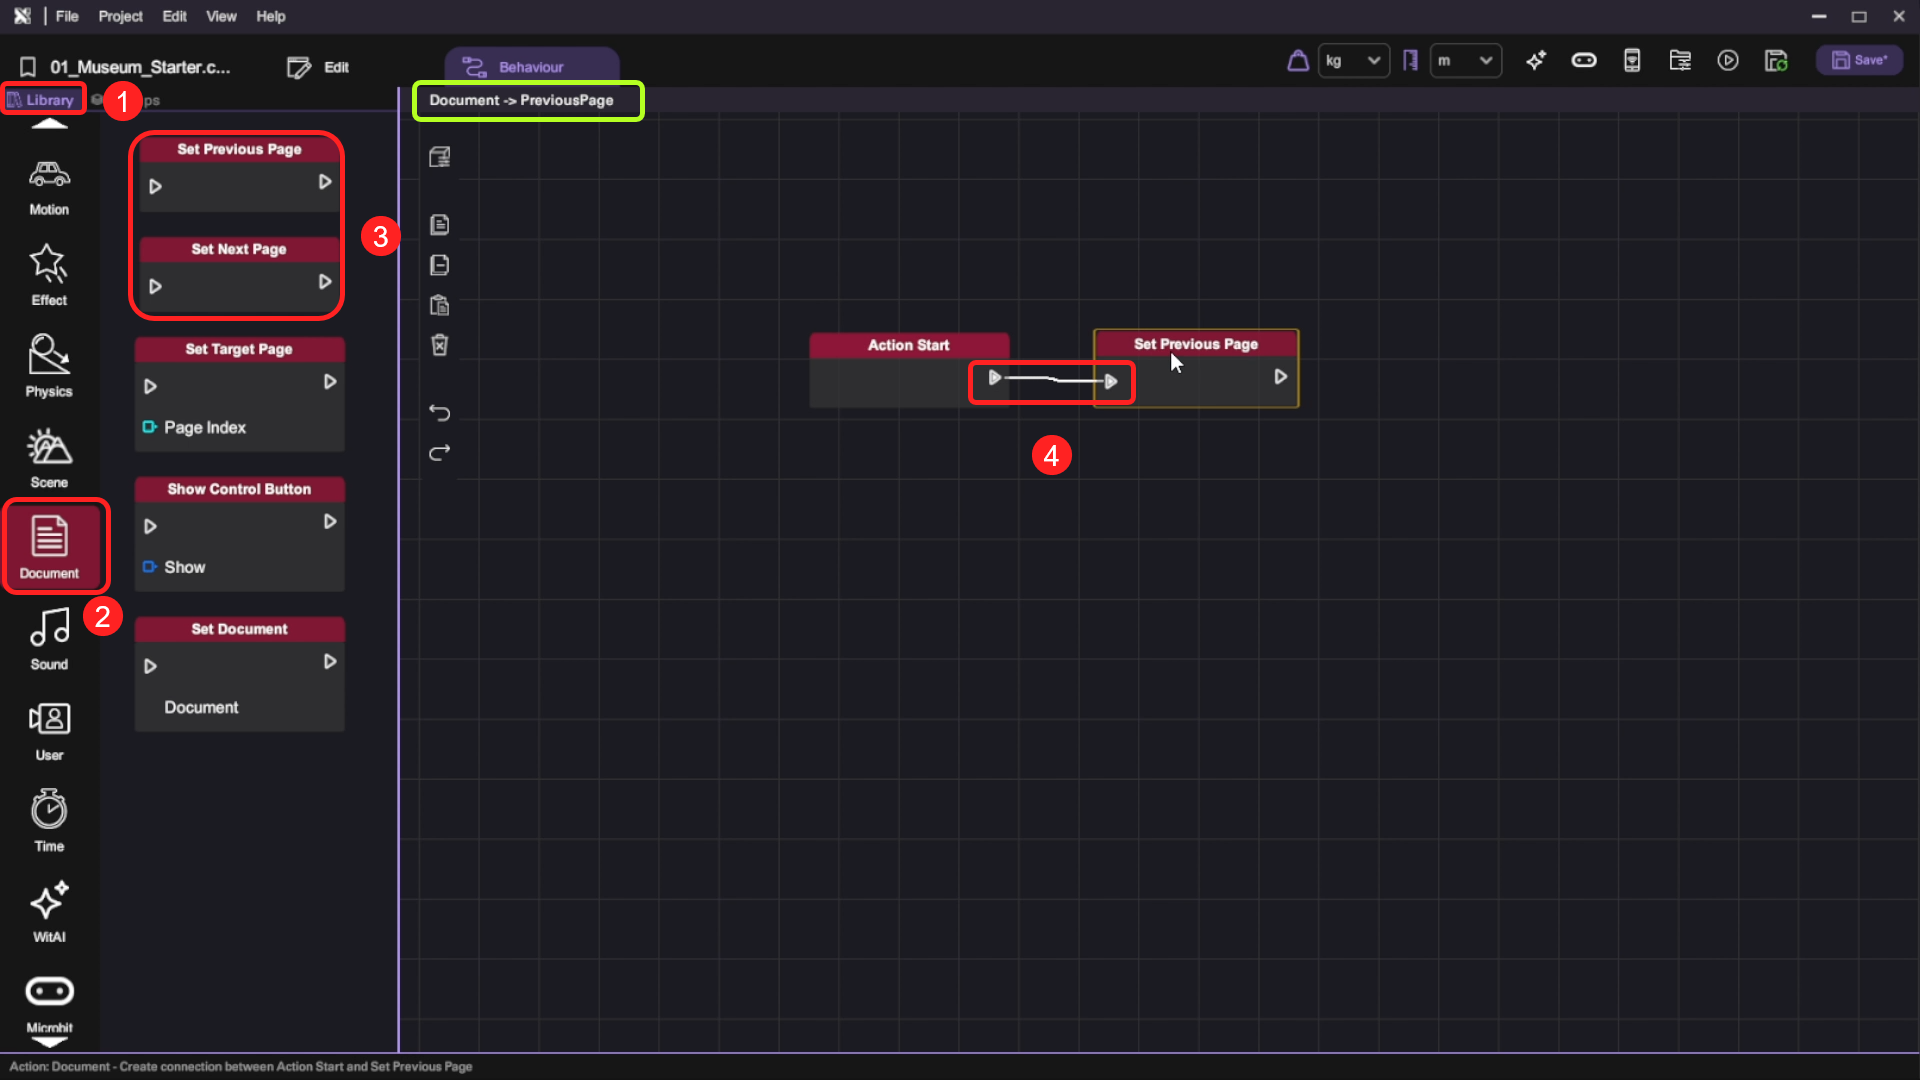 File Project Edit View Help
01_Museum_Starter.c... Edit Behaviour kg m Save*
Library 1 ps Document -> PreviousPage
Set Previous Page
Motion
3
Set Next Page
Effect
Set Target Page
Action Start Set Previous Page
Physics
Page Index
4
Scene
Show Control Button
Show
Document
2
Set Document
Sound
Document
User
Time
WitAI
Microbit
Action: Document - Create connection between Action Start and Set Previous Page